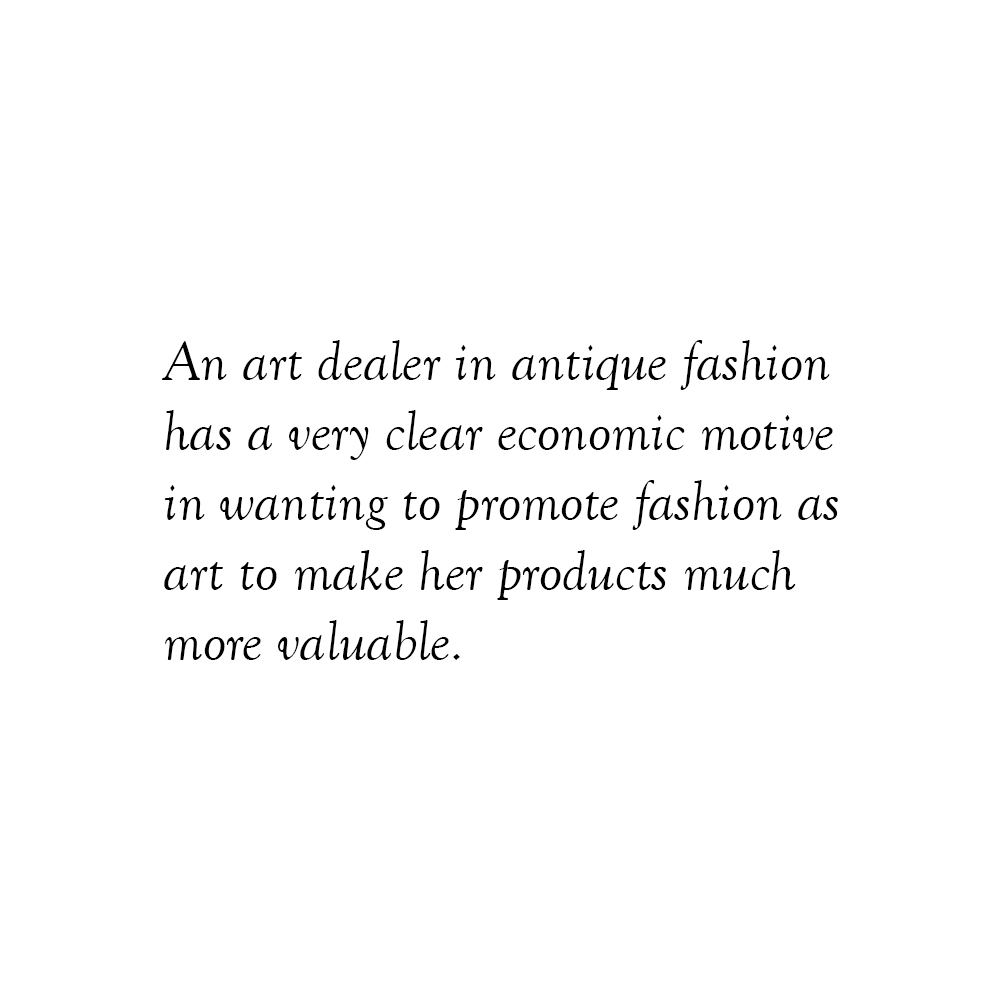 An art dealer in antique fashion
has a very clear economic motive
in wanting to promote fashion as
art to make her products much
more valuable.